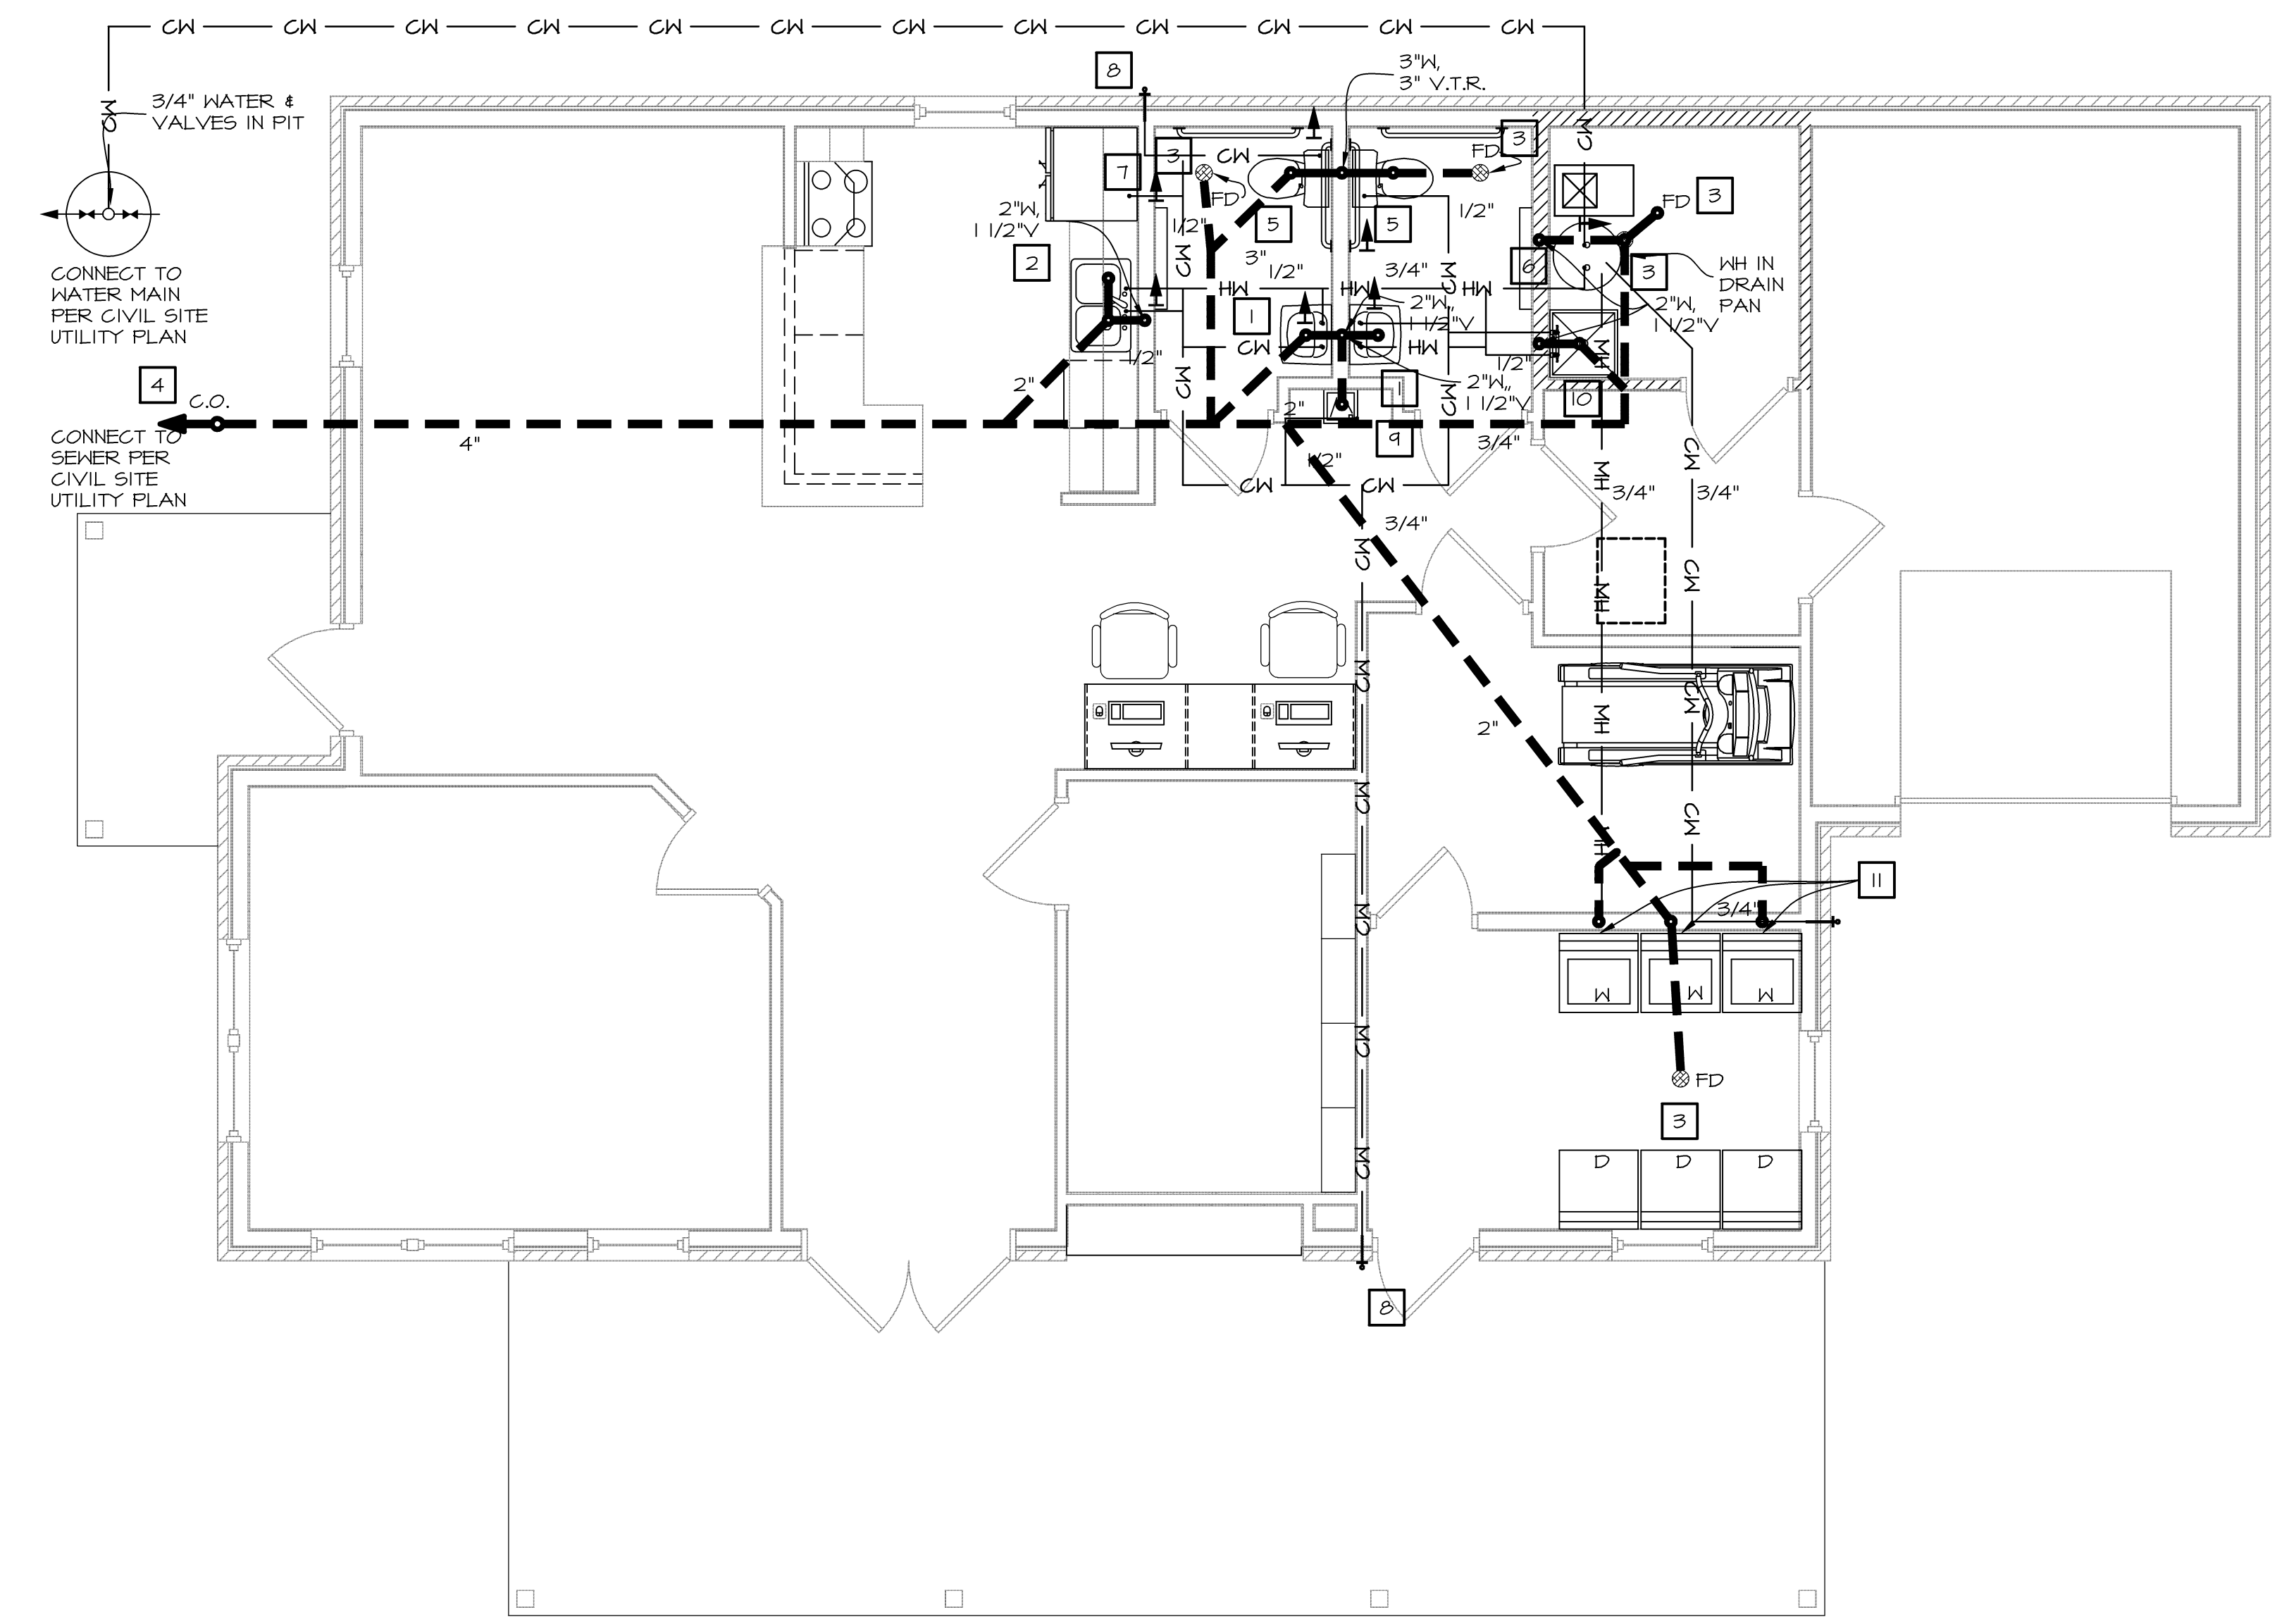 CW CW CW CW CW CW CW CW CW CW CW CW
8
3"W,
3" V.T.R.
CW
3/4" WATER &
VALVES IN PIT
CW
3
CW
3
FD
7
FD
FD
3
2"W,
1 1/2"V
1/2"
5
5
1/2"
2
CW
3"
1/2"
3/4"
CW
6
3
WH IN
DRAIN
PAN
CONNECT TO
WATER MAIN
PER CIVIL SITE
UTILITY PLAN
HW HW HW
1
2"W,
1 1/2"V
2"W,
1 1/2"V
1/2"
CW
HW
1/2"
HW
4
C.O.
2"
CW
1
2"W,
1 1/2"V
CW
10
2"
4"
9
3/4"
CONNECT TO
SEWER PER
CIVIL SITE
UTILITY PLAN
1/2"
CW CW
HW
3/4"
CW
3/4"
3/4"
CW
HW
CW
CW
2"
HW
CW
CW
HW
CW
11
3/4"
CW
W W W
CW
FD
3
CW
D D D
8